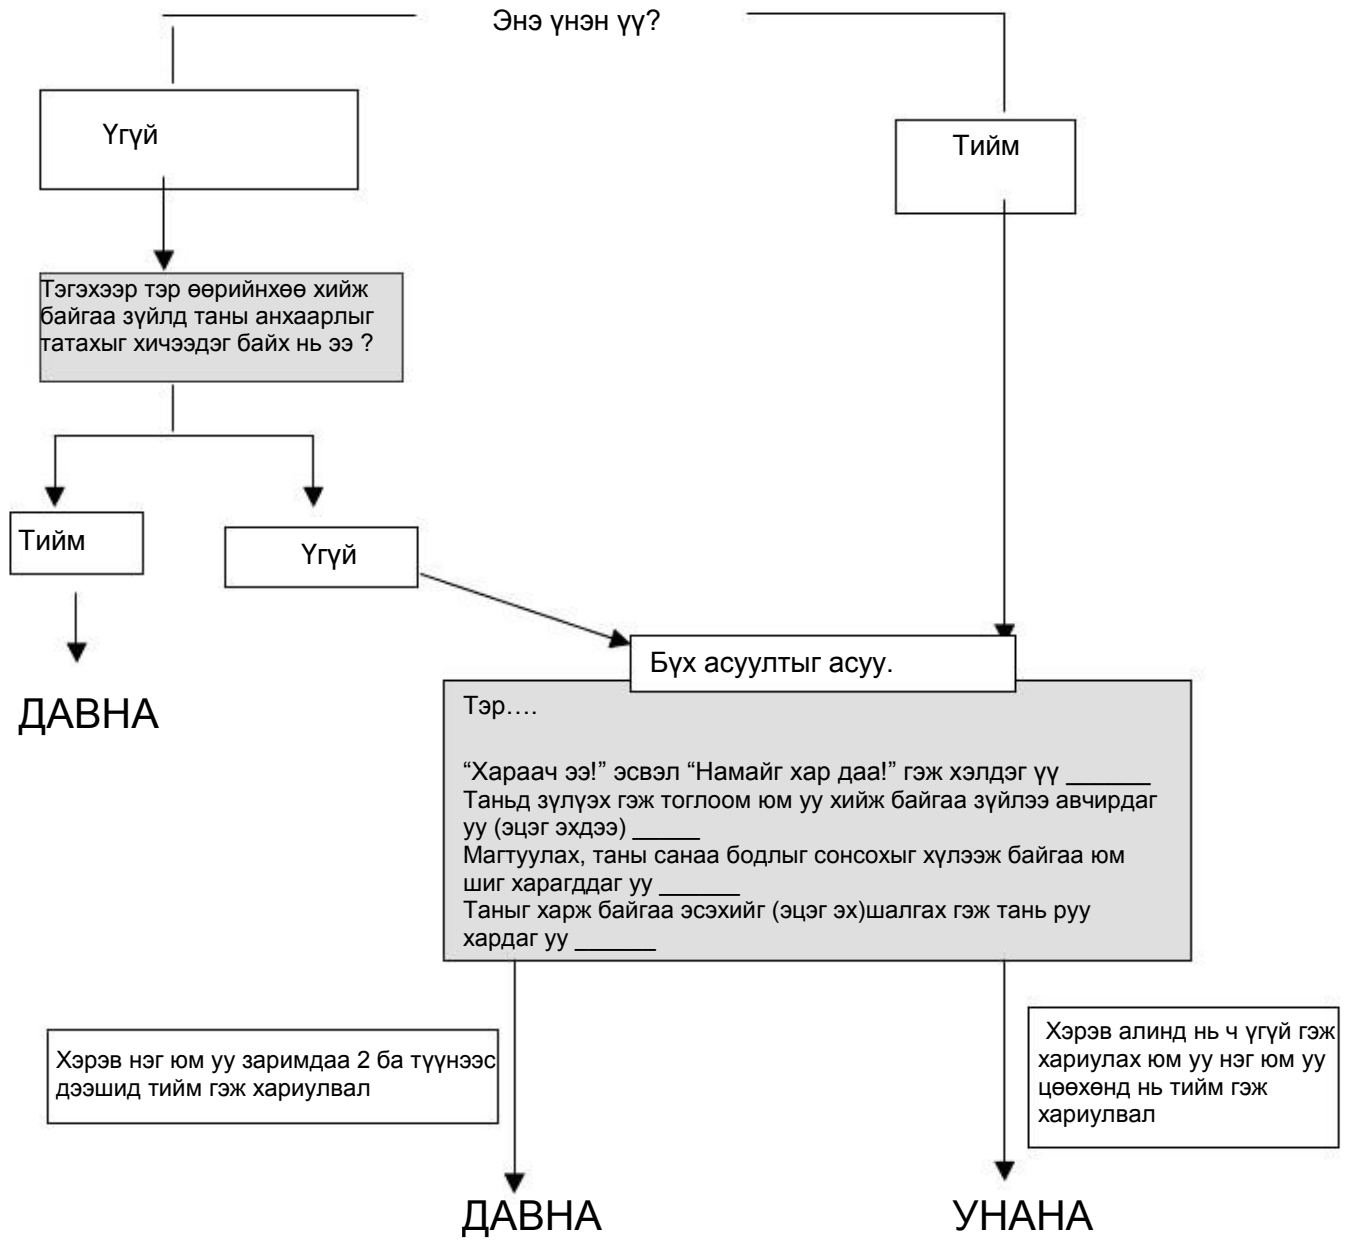 Энэ үнэн үү?
Үгүй
Тийм
Тэгэхээр тэр өөрийнхөө хийж
байгаа зүйлд таны анхаарлыг
татахыг хичээдэг байх нь ээ ?
Тийм
Үгүй
ДАВНА
Бүх асуултыг асуу.
Тэр….
“Хараач ээ!” эсвэл “Намайг хар даа!” гэж хэлдэг үү ______
Таньд зүлүэх гэж тоглоом юм уу хийж байгаа зүйлээ авчирдаг
уу (эцэг эхдээ) _____
Магтуулах, таны санаа бодлыг сонсохыг хүлээж байгаа юм
шиг харагддаг уу ______
Таныг харж байгаа эсэхийг (эцэг эх)шалгах гэж тань руу
хардаг уу ______
Хэрэв нэг юм уу заримдаа 2 ба түүнээс
дээшид тийм гэж хариулвал
Хэрэв алинд нь ч үгүй гэж
хариулах юм уу нэг юм уу
цөөхөнд нь тийм гэж
хариулвал
ДАВНА
УНАНА